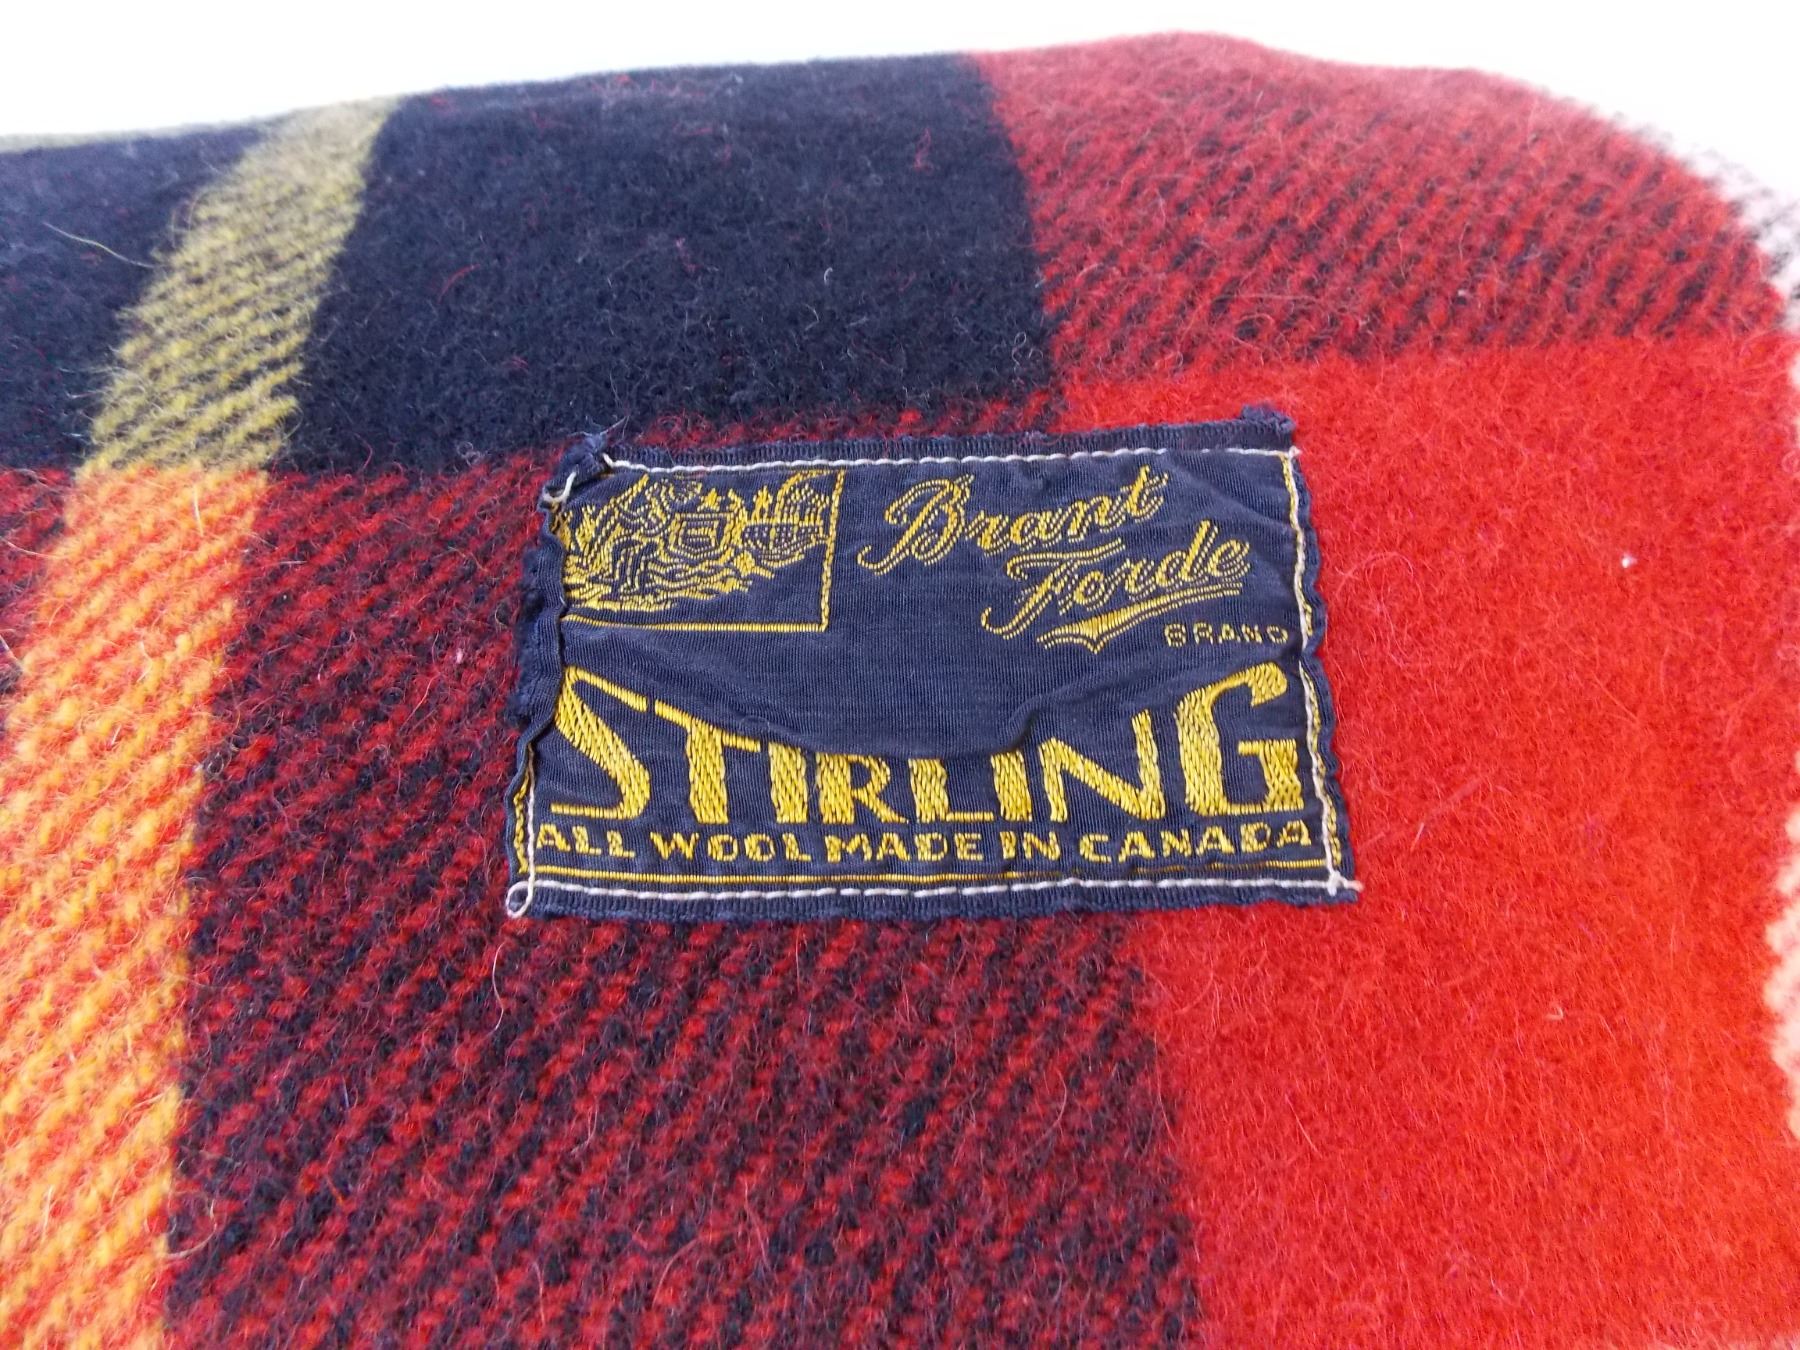 Brant
Forde
BRAND
STIRLING
ALL WOOL MADE IN CANADA